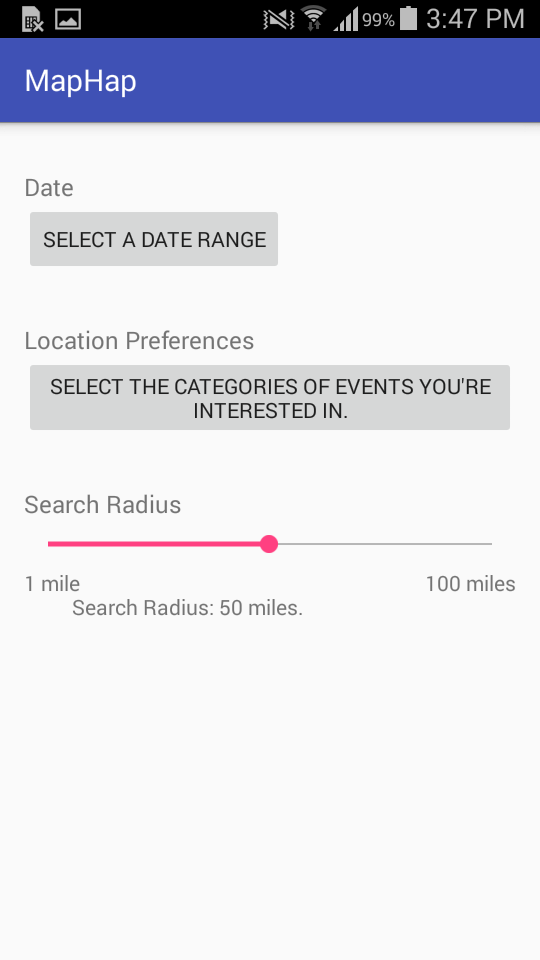 99% 3:47 PM
MapHap
Date
SELECT A DATE RANGE
Location Preferences
SELECT THE CATEGORIES OF EVENTS YOU'RE
INTERESTED IN.
Search Radius
1 mile 100 miles
Search Radius: 50 miles.